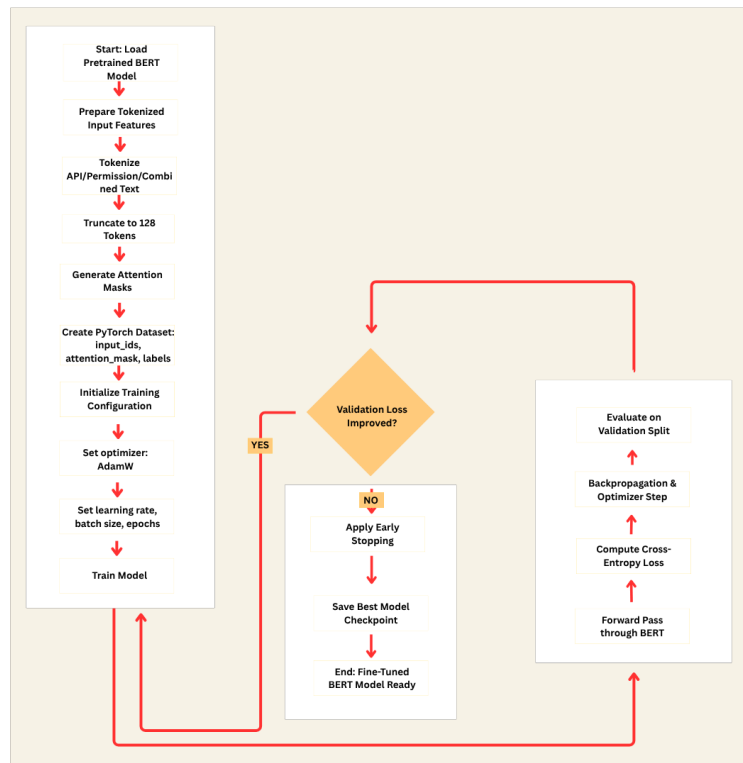 Start: Load
Pretrained BERT
Model
Prepare Tokenized
Input Features
Tokenize
API/Permission/Combi
ned Text
Truncate to 128
Tokens
Generate Attention
Masks
Create PyTorch Dataset:
input_ids,
attention_mask, labels
Initialize Training
Configuration
Set optimizer:
AdamW
Set learning rate,
batch size, epochs
Train Model
Validation Loss
Improved?
YES
NO
Apply Early
Stopping
Save Best Model
Checkpoint
End: Fine-Tuned
BERT Model Ready
Evaluate on
Validation Split
Backpropagation &
Optimizer Step
Compute Cross-
Entropy Loss
Forward Pass
through BERT